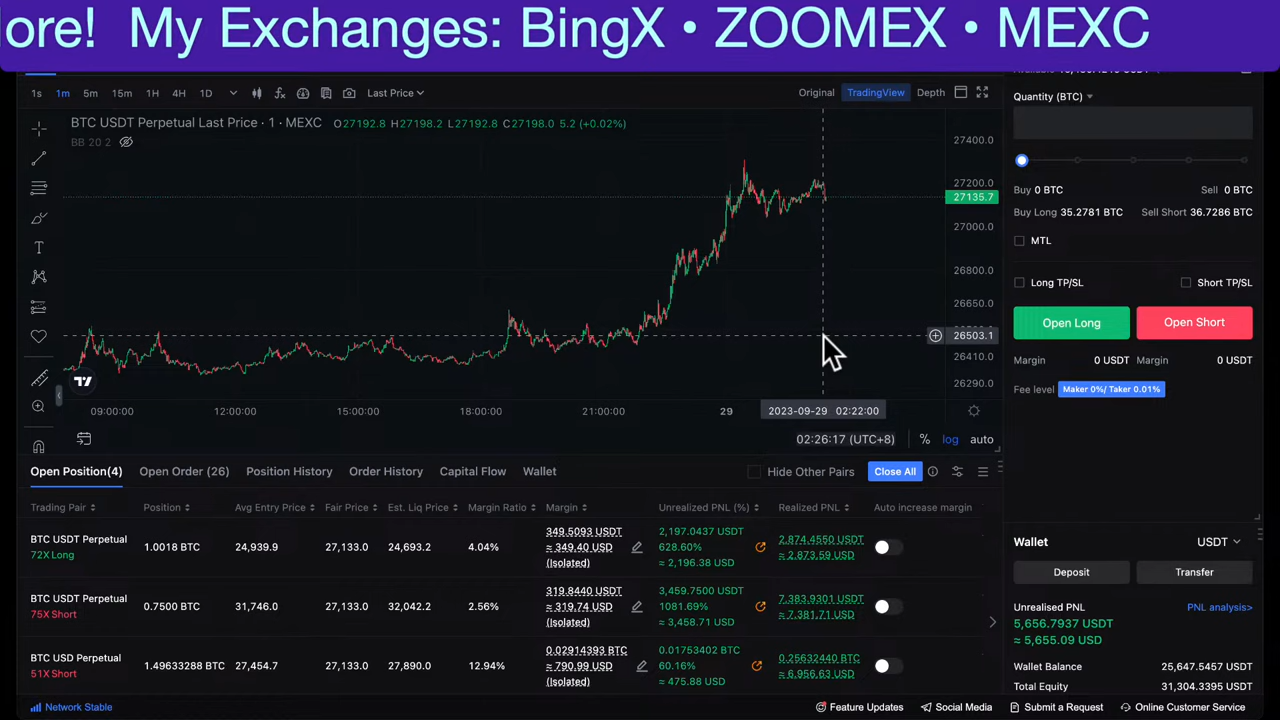 ore! My Exchanges: BingX • ZOOMEX • MEXC
1s 1m 5m 15m 1H 4H 1D Last Price Original TradingView Depth
BTC USDT Perpetual Last Price · 1 · MEXC O27192.8 H27198.2 L27192.8 C27198.0 5.2 (+0.02%)
BB 20 2
27400.0
27200.0
27135.7
27000.0
26800.0
26650.0
26503.1
26410.0
26290.0
09:00:00 12:00:00 15:00:00 18:00:00 21:00:00 29 2023-09-29 02:22:00
02:26:17 (UTC+8) % log auto
Quantity (BTC)
Buy 0 BTC Sell 0 BTC
Buy Long 35.2781 BTC Sell Short 36.7286 BTC
MTL
Long TP/SL Short TP/SL
Open Long Open Short
Margin 0 USDT Margin 0 USDT
Fee level Maker 0%/ Taker 0.01%
Open Position(4) Open Order (26) Position History Order History Capital Flow Wallet Hide Other Pairs Close All
Trading Pair Position Avg Entry Price Fair Price Est. Liq Price Margin Ratio Margin Unrealized PNL (%) Realized PNL Auto increase margin
BTC USDT Perpetual
72X Long
1.0018 BTC 24,939.9 27,133.0 24,693.2 4.04%
349.5093 USDT
≈ 349.40 USD
(Isolated)
2,197.0437 USDT
628.60%
≈ 2,196.38 USD
2,874.4550 USDT
≈ 2,873.59 USD
BTC USDT Perpetual
75X Short
0.7500 BTC 31,746.0 27,133.0 32,042.2 2.56%
319.8440 USDT
≈ 319.74 USD
(Isolated)
3,459.7500 USDT
1081.69%
≈ 3,458.71 USD
7,383.9301 USDT
≈ 7,381.71 USD
BTC USD Perpetual
51X Short
1.49633288 BTC 27,454.7 27,133.0 27,890.0 12.94%
0.02914393 BTC
≈ 790.99 USD
(Isolated)
0.01753402 BTC
60.16%
≈ 475.88 USD
0.25632440 BTC
≈ 6,956.63 USD
Wallet USDT
Deposit Transfer
Unrealised PNL PNL analysis>
5,656.7937 USDT
≈ 5,655.09 USD
Wallet Balance 25,647.5457 USDT
Total Equity 31,304.3395 USDT
Network Stable Feature Updates Social Media Submit a Request Online Customer Service